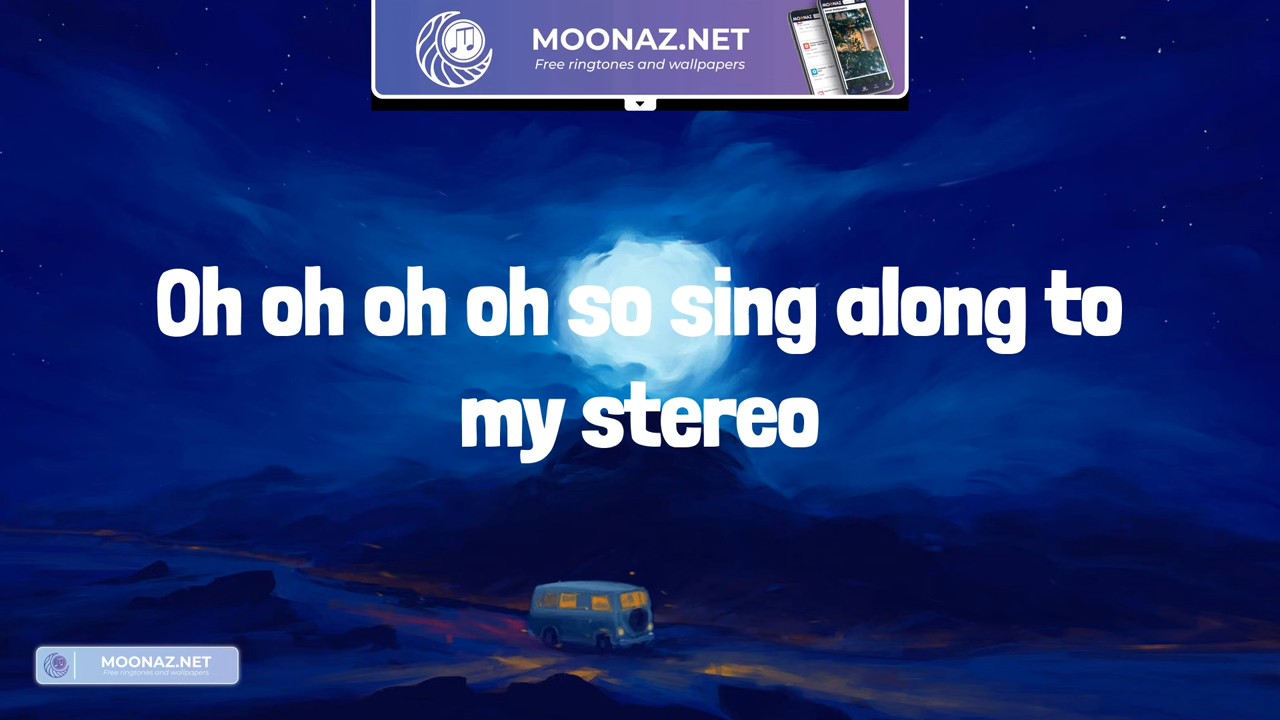 MOONAZ.NET
Free ringtones and wallpapers
Oh oh oh oh so sing along to
my stereo
MOONAZ.NET
Free ringtones and wallpapers